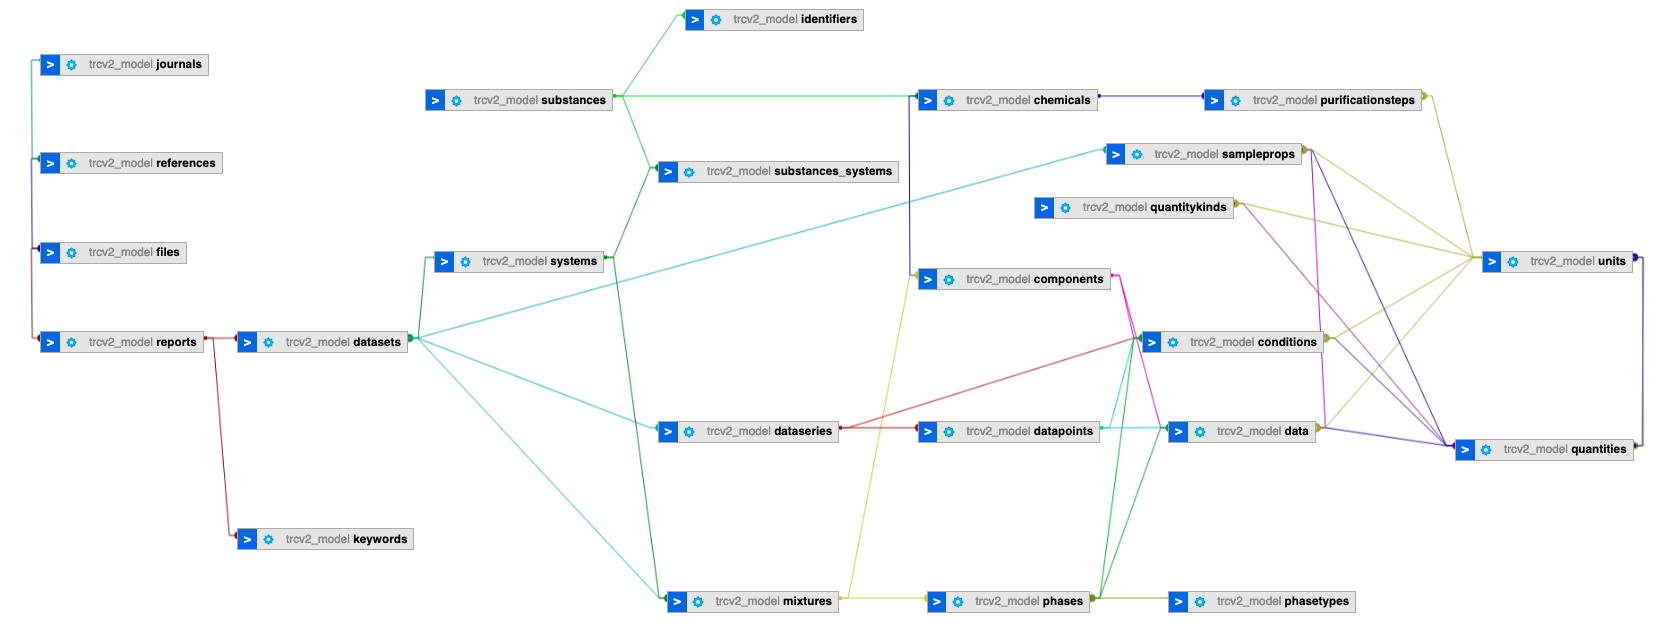 > trcv2_model identifiers
> trcv2_model journals
> trcv2_model substances
> trcv2_model chemicals
> trcv2_model purificationsteps
> trcv2_model references
> trcv2_model substances_systems
> trcv2_model sampleprops
> trcv2_model quantitykinds
> trcv2_model files
> trcv2_model systems
> trcv2_model components
> trcv2_model units
> trcv2_model reports
> trcv2_model datasets
> trcv2_model conditions
> trcv2_model dataseries
> trcv2_model datapoints
> trcv2_model data
> trcv2_model quantities
> trcv2_model keywords
> trcv2_model mixtures
> trcv2_model phases
> trcv2_model phasetypes